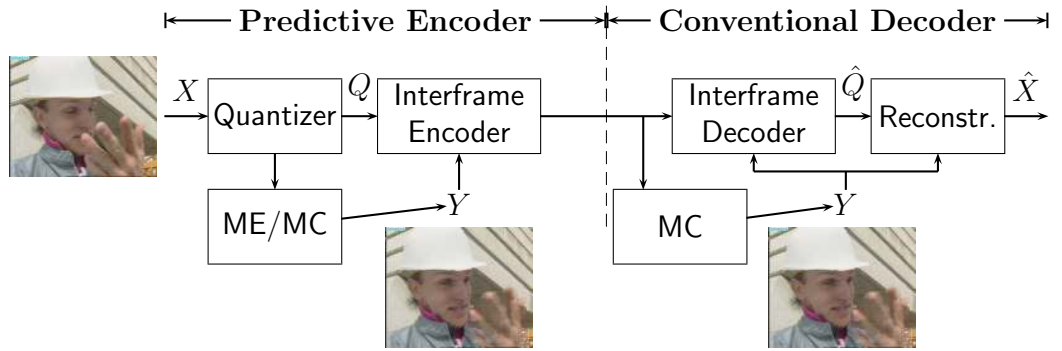 Predictive Encoder
Conventional Decoder
X
Quantizer
Q
Interframe
Encoder
Interframe
Decoder
Q̂
Reconstr.
X̂
ME/MC
Y
MC
Y